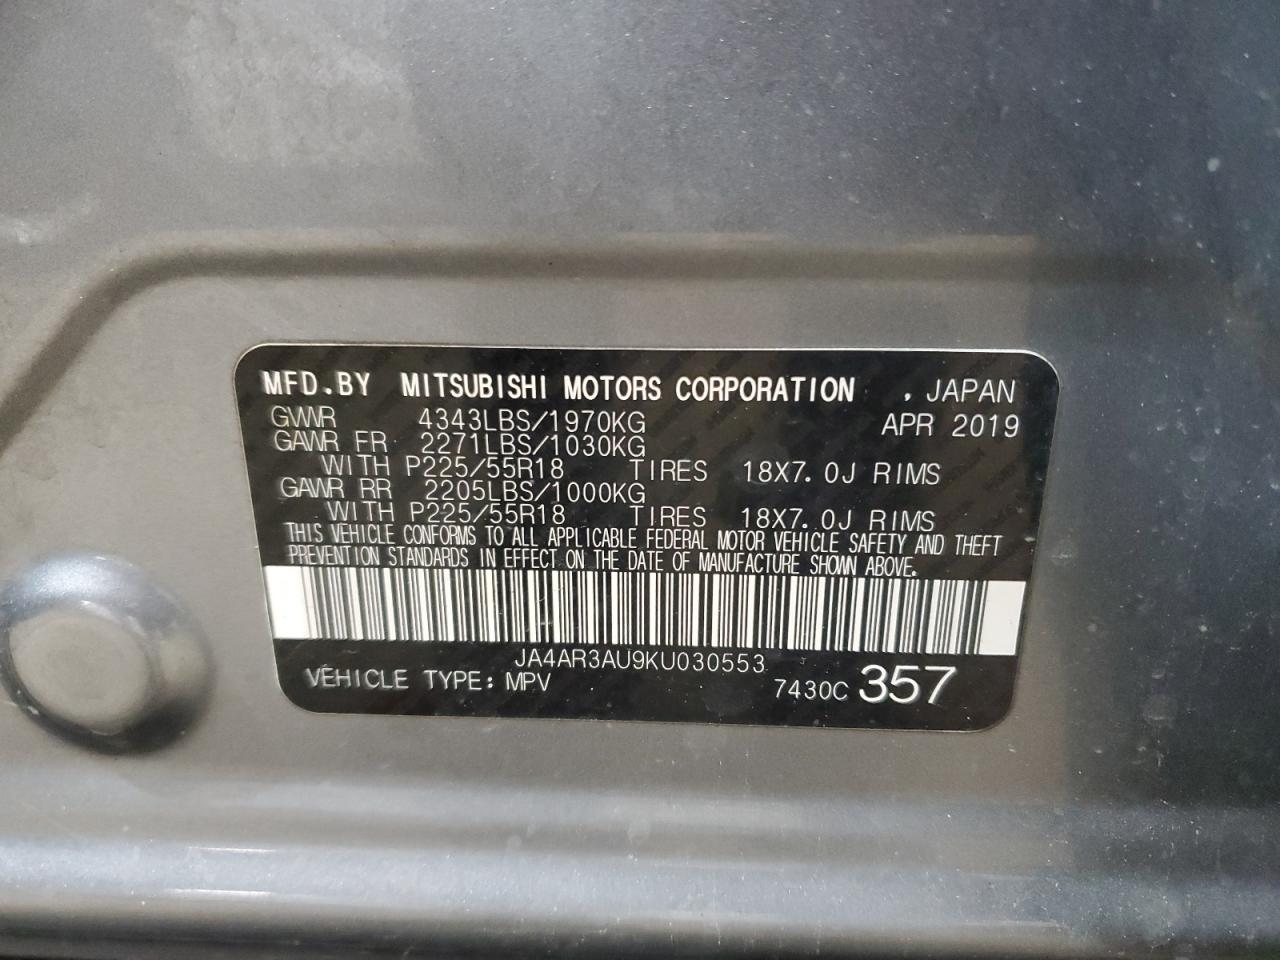 MFD.BY MITSUBISHI MOTORS CORPORATION , JAPAN
GVWR 4343LBS/1970KG APR 2019
GAWR FR 2271LBS/1030KG
WITH P225/55R18 TIRES 18X7.0J RIMS
GAWR RR 2205LBS/1000KG
WITH P225/55R18 TIRES 18X7.0J RIMS
THIS VEHICLE CONFORMS TO ALL APPLICABLE FEDERAL MOTOR VEHICLE SAFETY AND THEFT
PREVENTION STANDARDS IN EFFECT ON THE DATE OF MANUFACTURE SHOWN ABOVE.
JA4AR3AU9KU030553
VEHICLE TYPE: MPV 7430C 357